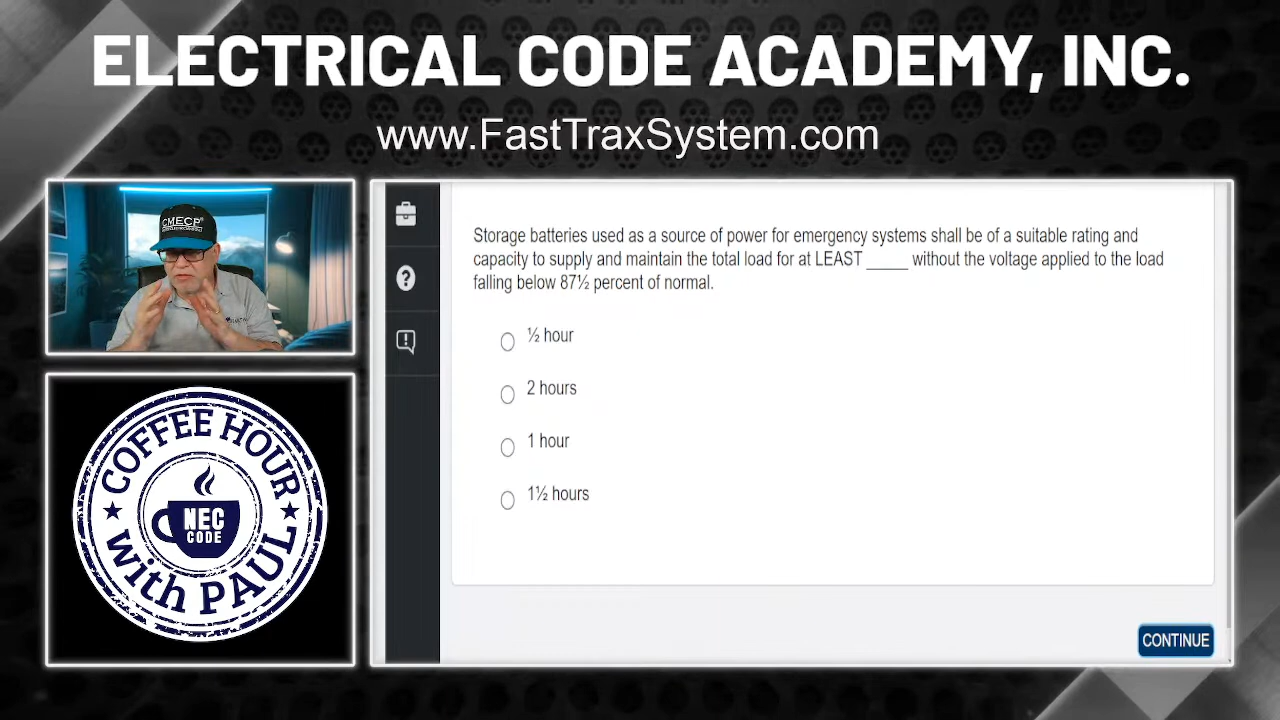 ELECTRICAL CODE ACADEMY, INC.
www.FastTraxSystem.com
CMECP®
Storage batteries used as a source of power for emergency systems shall be of a suitable rating and
capacity to supply and maintain the total load for at LEAST _____ without the voltage applied to the load
falling below 87½ percent of normal.
½ hour
2 hours
1 hour
1½ hours
CONTINUE
COFFEE HOUR
NEC
CODE
with PAUL